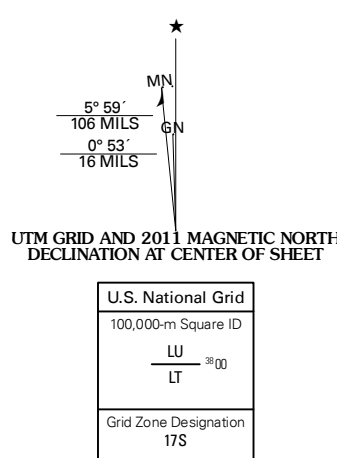 ★
MN
5° 59´
106 MILS
GN
0° 53´
16 MILS
UTM GRID AND 2011 MAGNETIC NORTH
DECLINATION AT CENTER OF SHEET
U.S. National Grid
100,000-m Square ID
LU
3800
LT
Grid Zone Designation
17S